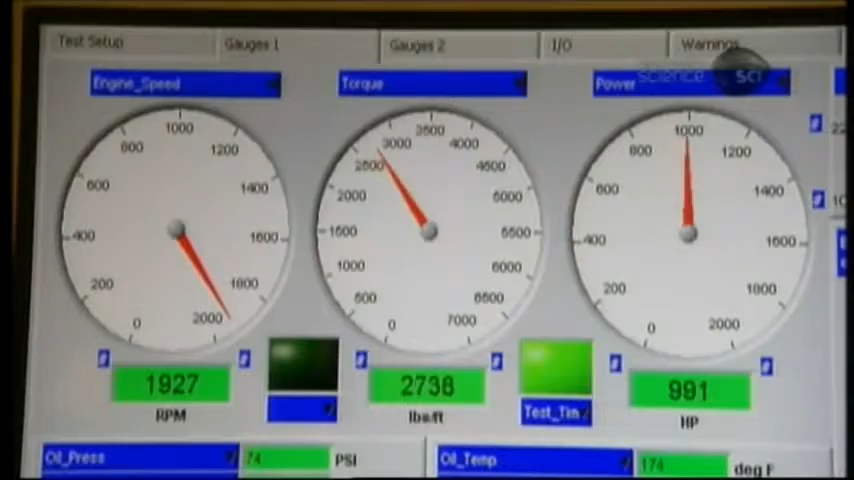 Test Setup
Gauges 1
Gauges 2
I/O
Warnings
science SCI
Engine_Speed
Torque
Power
0 200 400 600 800 1000 1200 1400 1600 1800 2000
0 500 1000 1500 2000 2500 3000 3500 4000 4500 5000 5500 6000 6500 7000
0 200 400 600 800 1000 1200 1400 1600 1800 2000
1927
RPM
2738
lbs/ft
Test_Tim
991
HP
Oil_Press
74
PSI
Oil_Temp
174
deg F